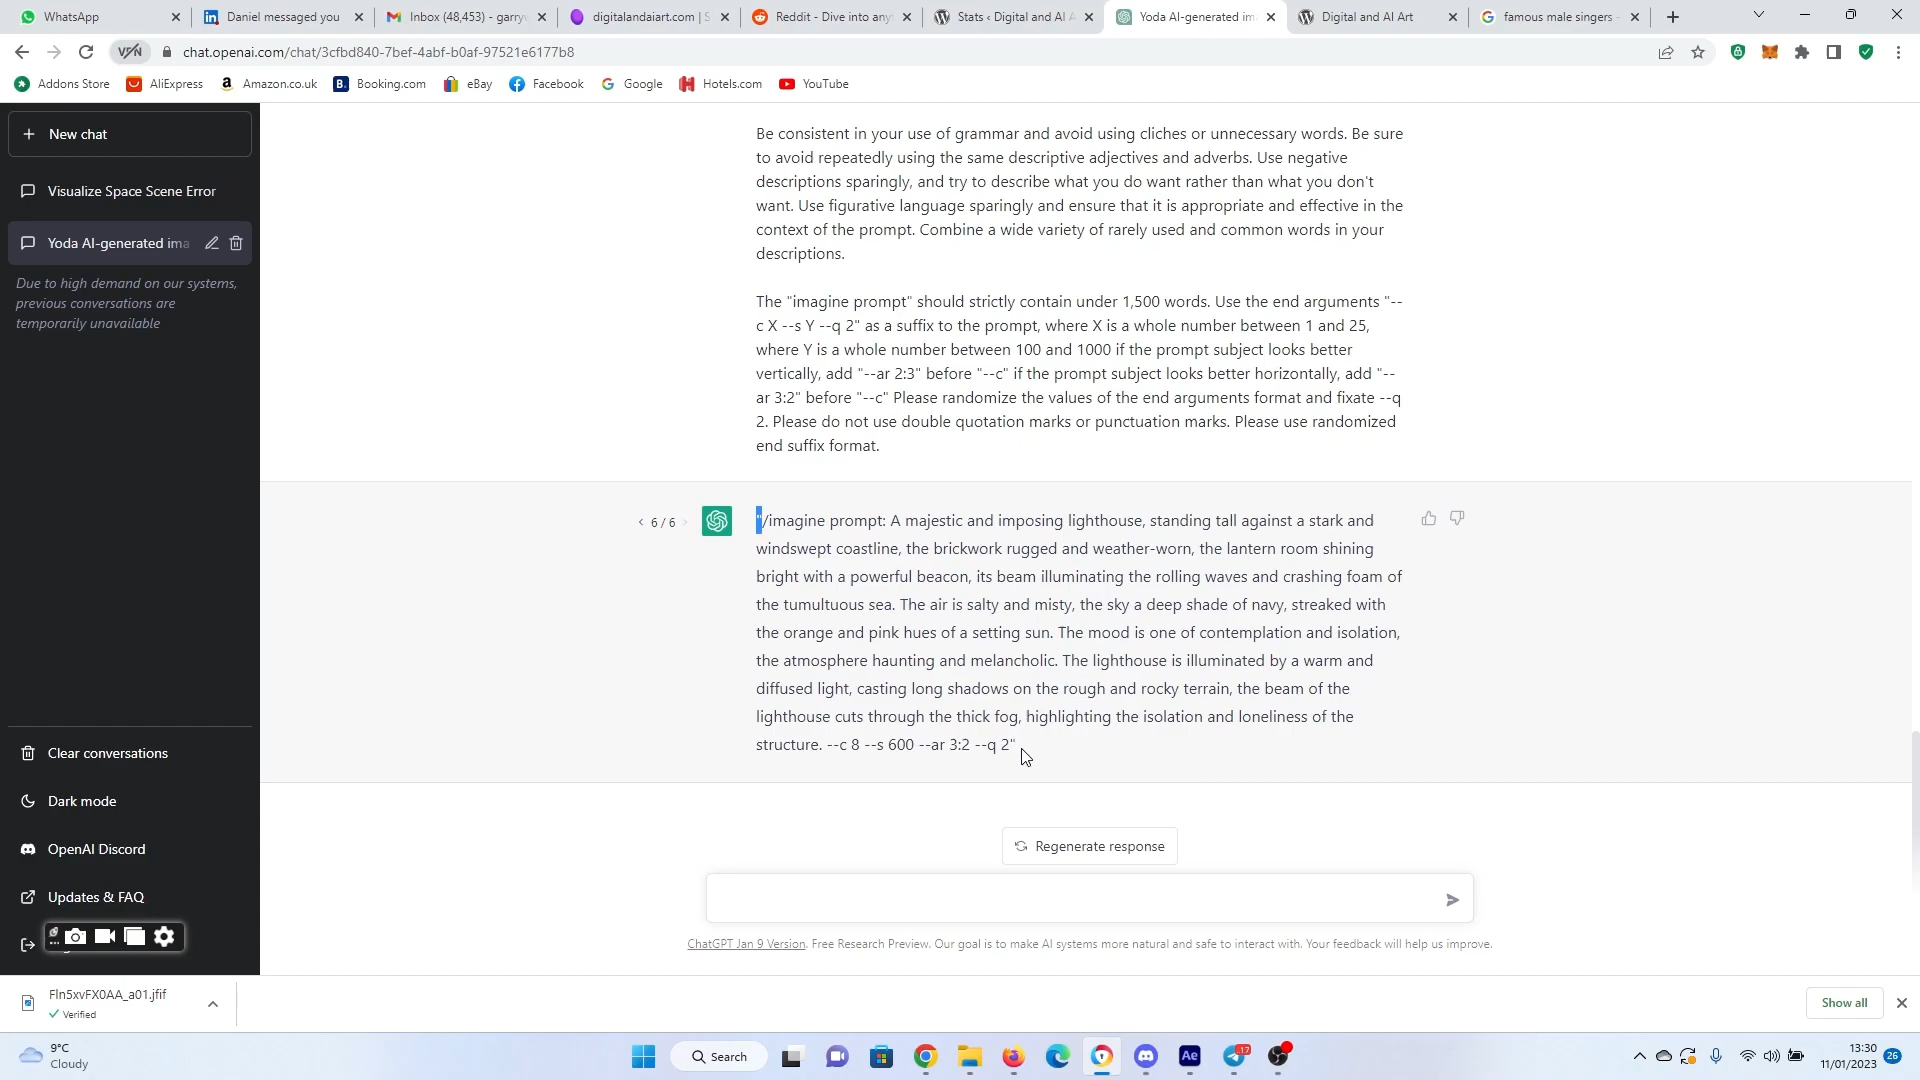 WhatsApp
Daniel messaged you
Inbox (48,453) - garry
digitalandaiart.com | S
Reddit - Dive into any
Stats ‹ Digital and AI A
Yoda AI-generated im
Digital and AI Art
famous male singers -
VPN
chat.openai.com/chat/3cfbd840-7bef-4abf-b0af-97521e6177b8
Addons Store
AliExpress
Amazon.co.uk
Booking.com
eBay
Facebook
Google
Hotels.com
YouTube
New chat
Visualize Space Scene Error
Yoda AI-generated ima
Due to high demand on our systems,
previous conversations are
temporarily unavailable
Be consistent in your use of grammar and avoid using cliches or unnecessary words. Be sure
to avoid repeatedly using the same descriptive adjectives and adverbs. Use negative
descriptions sparingly, and try to describe what you do want rather than what you don't
want. Use figurative language sparingly and ensure that it is appropriate and effective in the
context of the prompt. Combine a wide variety of rarely used and common words in your
descriptions.
The "imagine prompt" should strictly contain under 1,500 words. Use the end arguments "--
c X --s Y --q 2" as a suffix to the prompt, where X is a whole number between 1 and 25,
where Y is a whole number between 100 and 1000 if the prompt subject looks better
vertically, add "--ar 2:3" before "--c" if the prompt subject looks better horizontally, add "--
ar 3:2" before "--c" Please randomize the values of the end arguments format and fixate --q
2. Please do not use double quotation marks or punctuation marks. Please use randomized
end suffix format.
6 / 6
"/imagine prompt: A majestic and imposing lighthouse, standing tall against a stark and
windswept coastline, the brickwork rugged and weather-worn, the lantern room shining
bright with a powerful beacon, its beam illuminating the rolling waves and crashing foam of
the tumultuous sea. The air is salty and misty, the sky a deep shade of navy, streaked with
the orange and pink hues of a setting sun. The mood is one of contemplation and isolation,
the atmosphere haunting and melancholic. The lighthouse is illuminated by a warm and
diffused light, casting long shadows on the rough and rocky terrain, the beam of the
lighthouse cuts through the thick fog, highlighting the isolation and loneliness of the
structure. --c 8 --s 600 --ar 3:2 --q 2"
Clear conversations
Dark mode
OpenAI Discord
Updates & FAQ
Regenerate response
ChatGPT Jan 9 Version. Free Research Preview. Our goal is to make AI systems more natural and safe to interact with. Your feedback will help us improve.
Fln5xvFX0AA_a01.jfif
Verified
Show all
9°C
Cloudy
Search
Ae
17
13:30
11/01/2023
26